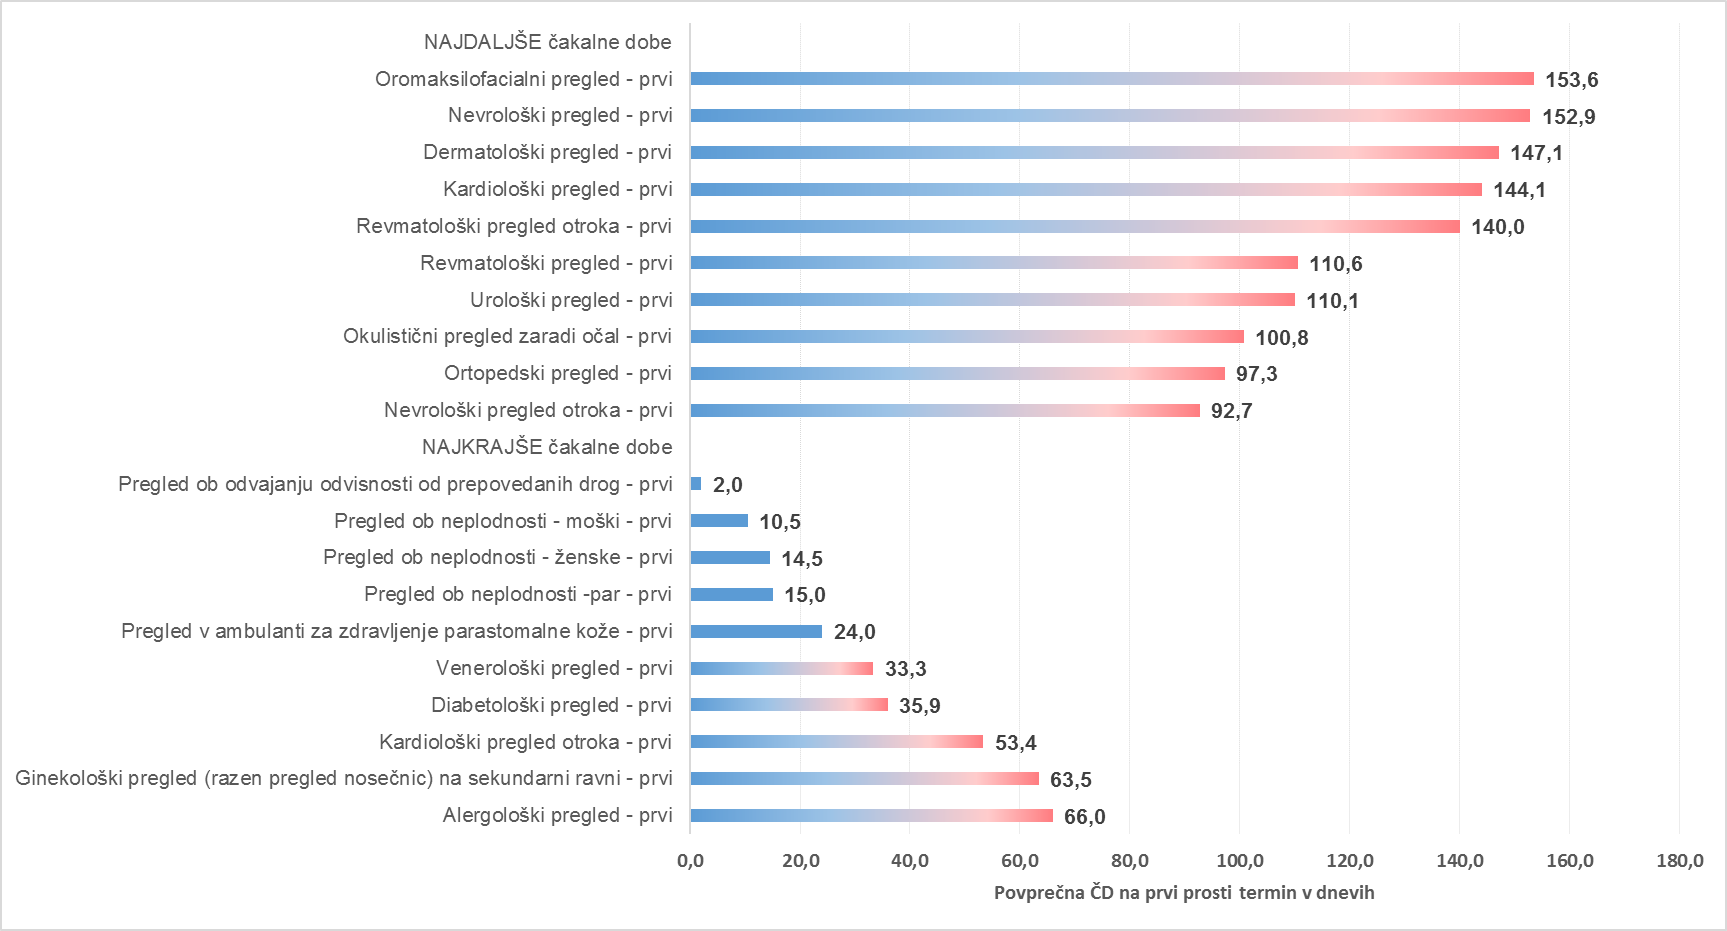 NAJDALJŠE čakalne dobe
Oromaksilofacialni pregled - prvi 153,6
Nevrološki pregled - prvi 152,9
Dermatološki pregled - prvi 147,1
Kardiološki pregled - prvi 144,1
Revmatološki pregled otroka - prvi 140,0
Revmatološki pregled - prvi 110,6
Urološki pregled - prvi 110,1
Okulistični pregled zaradi očal - prvi 100,8
Ortopedski pregled - prvi 97,3
Nevrološki pregled otroka - prvi 92,7
NAJKRAJŠE čakalne dobe
Pregled ob odvajanju odvisnosti od prepovedanih drog - prvi 2,0
Pregled ob neplodnosti - moški - prvi 10,5
Pregled ob neplodnosti - ženske - prvi 14,5
Pregled ob neplodnosti -par - prvi 15,0
Pregled v ambulanti za zdravljenje parastomalne kože - prvi 24,0
Venerološki pregled - prvi 33,3
Diabetološki pregled - prvi 35,9
Kardiološki pregled otroka - prvi 53,4
Ginekološki pregled (razen pregled nosečnic) na sekundarni ravni - prvi 63,5
Alergološki pregled - prvi 66,0
0,0 20,0 40,0 60,0 80,0 100,0 120,0 140,0 160,0 180,0
Povprečna ČD na prvi prosti termin v dnevih